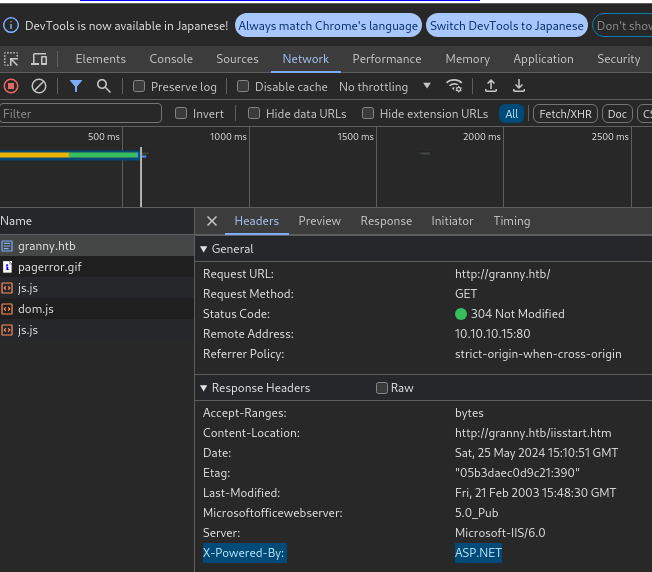 DevTools is now available in Japanese! Always match Chrome's language Switch DevTools to Japanese Don't show
Elements Console Sources Network Performance Memory Application Security
Preserve log Disable cache No throttling
Filter Invert Hide data URLs Hide extension URLs All Fetch/XHR Doc CS
500 ms 1000 ms 1500 ms 2000 ms 2500 ms
Name Headers Preview Response Initiator Timing
granny.htb
pagerror.gif
js.js
dom.js
js.js
General
Request URL: http://granny.htb/
Request Method: GET
Status Code: 304 Not Modified
Remote Address: 10.10.10.15:80
Referrer Policy: strict-origin-when-cross-origin
Response Headers Raw
Accept-Ranges: bytes
Content-Location: http://granny.htb/iisstart.htm
Date: Sat, 25 May 2024 15:10:51 GMT
Etag: "05b3daec0d9c21:390"
Last-Modified: Fri, 21 Feb 2003 15:48:30 GMT
Microsoftofficewebserver: 5.0_Pub
Server: Microsoft-IIS/6.0
X-Powered-By: ASP.NET